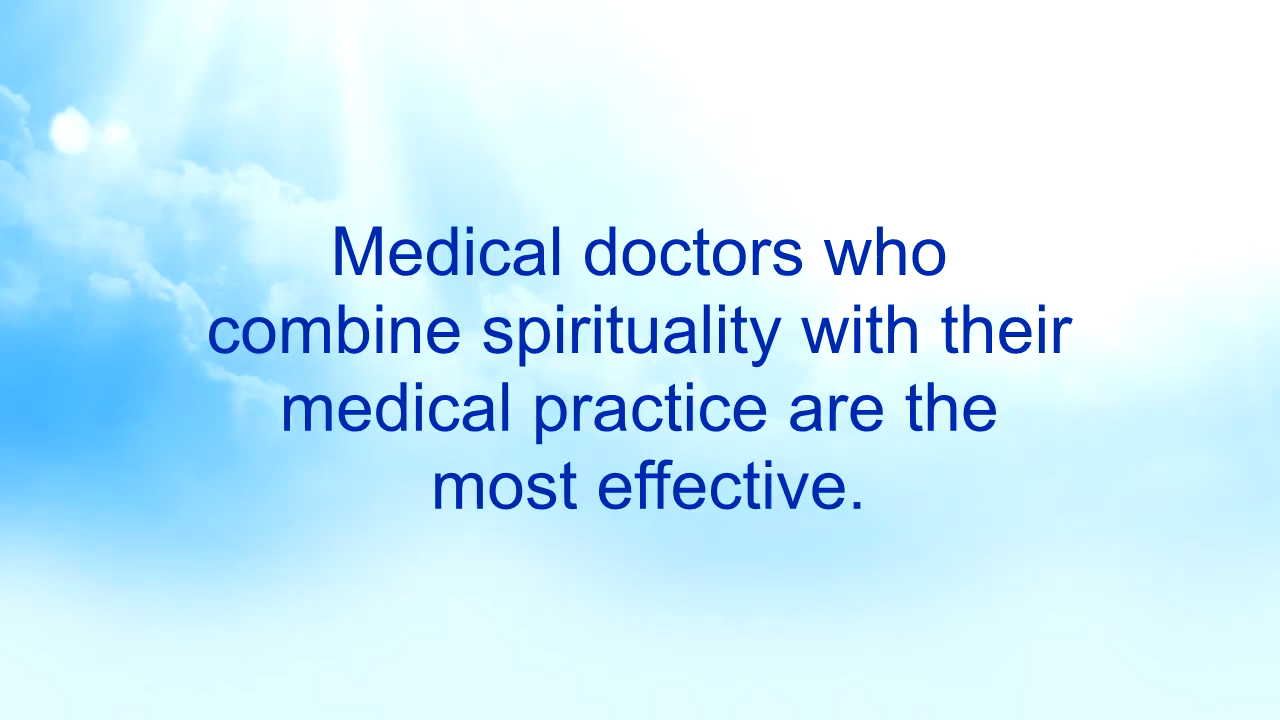 Medical doctors who
combine spirituality with their
medical practice are the
most effective.